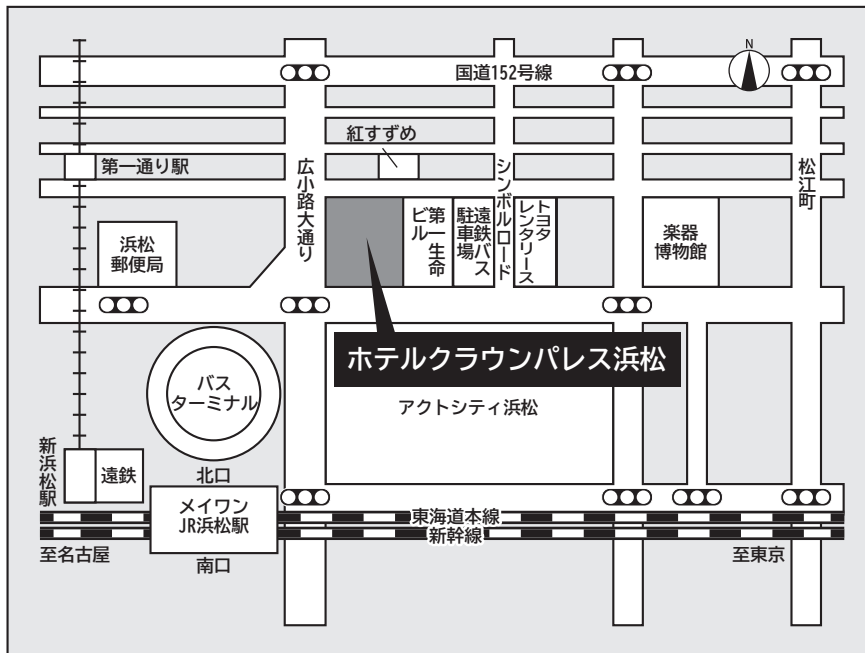 N
国道152号線
紅すずめ
第一通り駅
広小路大通り
シンボルロード
松江町
浜松
郵便局
第一生命
ビル
遠鉄バス
駐車場
トヨタ
レンタリース
楽器
博物館
ホテルクラウンパレス浜松
バス
ターミナル
アクトシティ浜松
新浜松駅
遠鉄
北口
メイワン
JR浜松駅
東海道本線
新幹線
至名古屋
南口
至東京